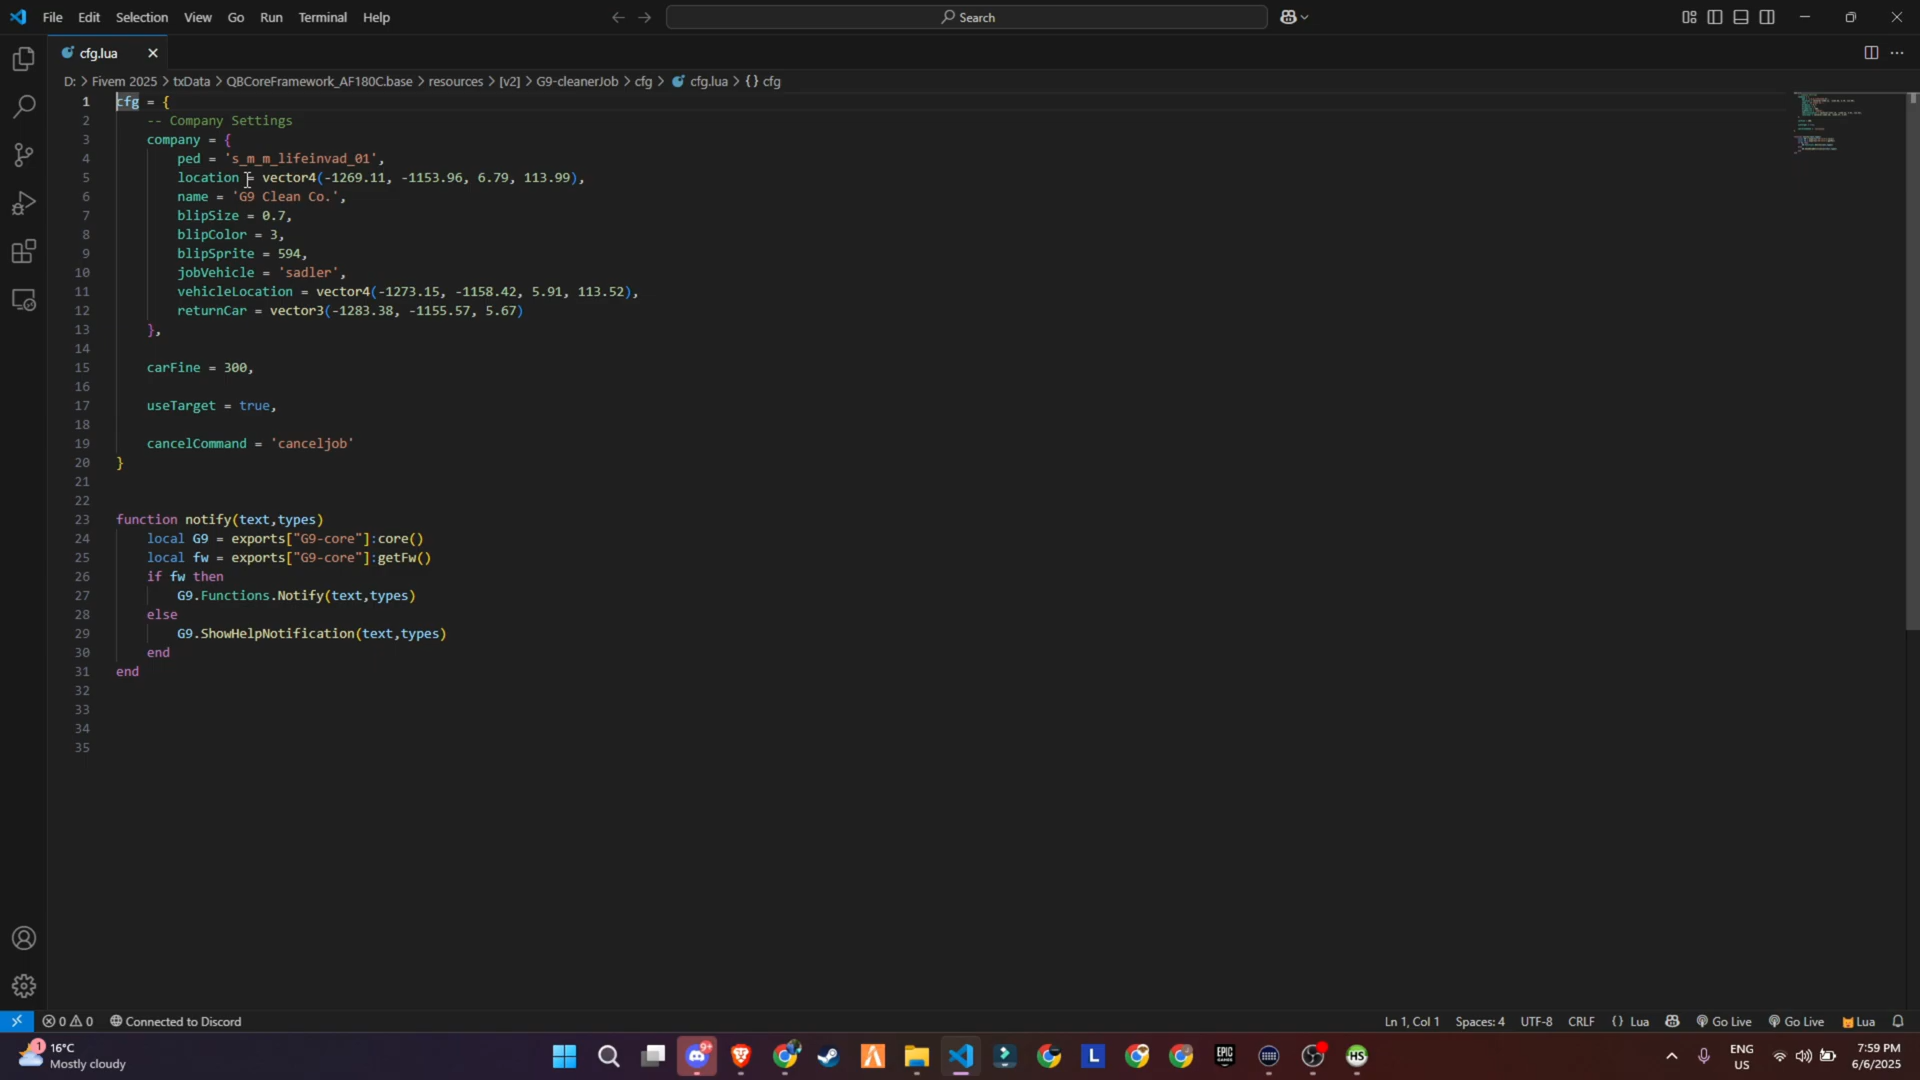 File Edit Selection View Go Run Terminal Help
Search
cfg.lua
D: > Fivem 2025 > txData > QBCoreFramework_AF180C.base > resources > [v2] > G9-cleanerJob > cfg > cfg.lua > {} cfg
1 cfg = {
2 -- Company Settings
3 company = {
4 ped = 's_m_m_lifeinvad_01',
5 location = vector4(-1269.11, -1153.96, 6.79, 113.99),
6 name = 'G9 Clean Co.',
7 blipSize = 0.7,
8 blipColor = 3,
9 blipSprite = 594,
10 jobVehicle = 'sadler',
11 vehicleLocation = vector4(-1273.15, -1158.42, 5.91, 113.52),
12 returnCar = vector3(-1283.38, -1155.57, 5.67)
13 },
14
15 carFine = 300,
16
17 useTarget = true,
18
19 cancelCommand = 'canceljob'
20 }
21
22
23 function notify(text,types)
24 local G9 = exports["G9-core"]:core()
25 local fw = exports["G9-core"]:getFw()
26 if fw then
27 G9.Functions.Notify(text,types)
28 else
29 G9.ShowHelpNotification(text,types)
30 end
31 end
32
33
34
35
0 0 Connected to Discord Ln 1, Col 1 Spaces: 4 UTF-8 CRLF {} Lua Go Live Go Live Lua
1 16°C
Mostly cloudy
9+
L
EPIC GAMES
HS
ENG
US
7:59 PM
6/6/2025